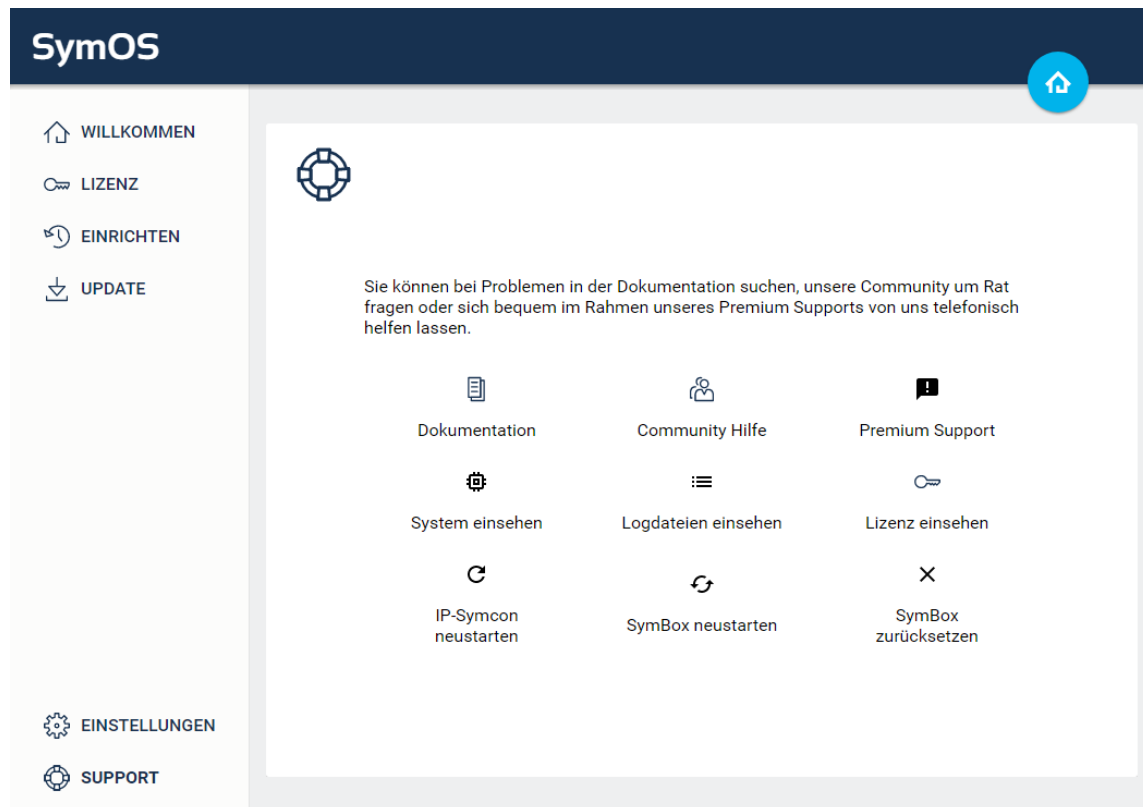 SymOS
WILLKOMMEN
LIZENZ
EINRICHTEN
UPDATE
Sie können bei Problemen in der Dokumentation suchen, unsere Community um Rat
fragen oder sich bequem im Rahmen unseres Premium Supports von uns telefonisch
helfen lassen.
Dokumentation
Community Hilfe
Premium Support
System einsehen
Logdateien einsehen
Lizenz einsehen
IP-Symcon
neustarten
SymBox neustarten
SymBox
zurücksetzen
EINSTELLUNGEN
SUPPORT